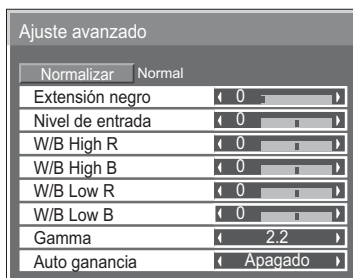 Ajuste avanzado
Normalizar Normal
Extensión negro 0
Nivel de entrada 0
W/B High R 0
W/B High B 0
W/B Low R 0
W/B Low B 0
Gamma 2.2
Auto ganancia Apagado